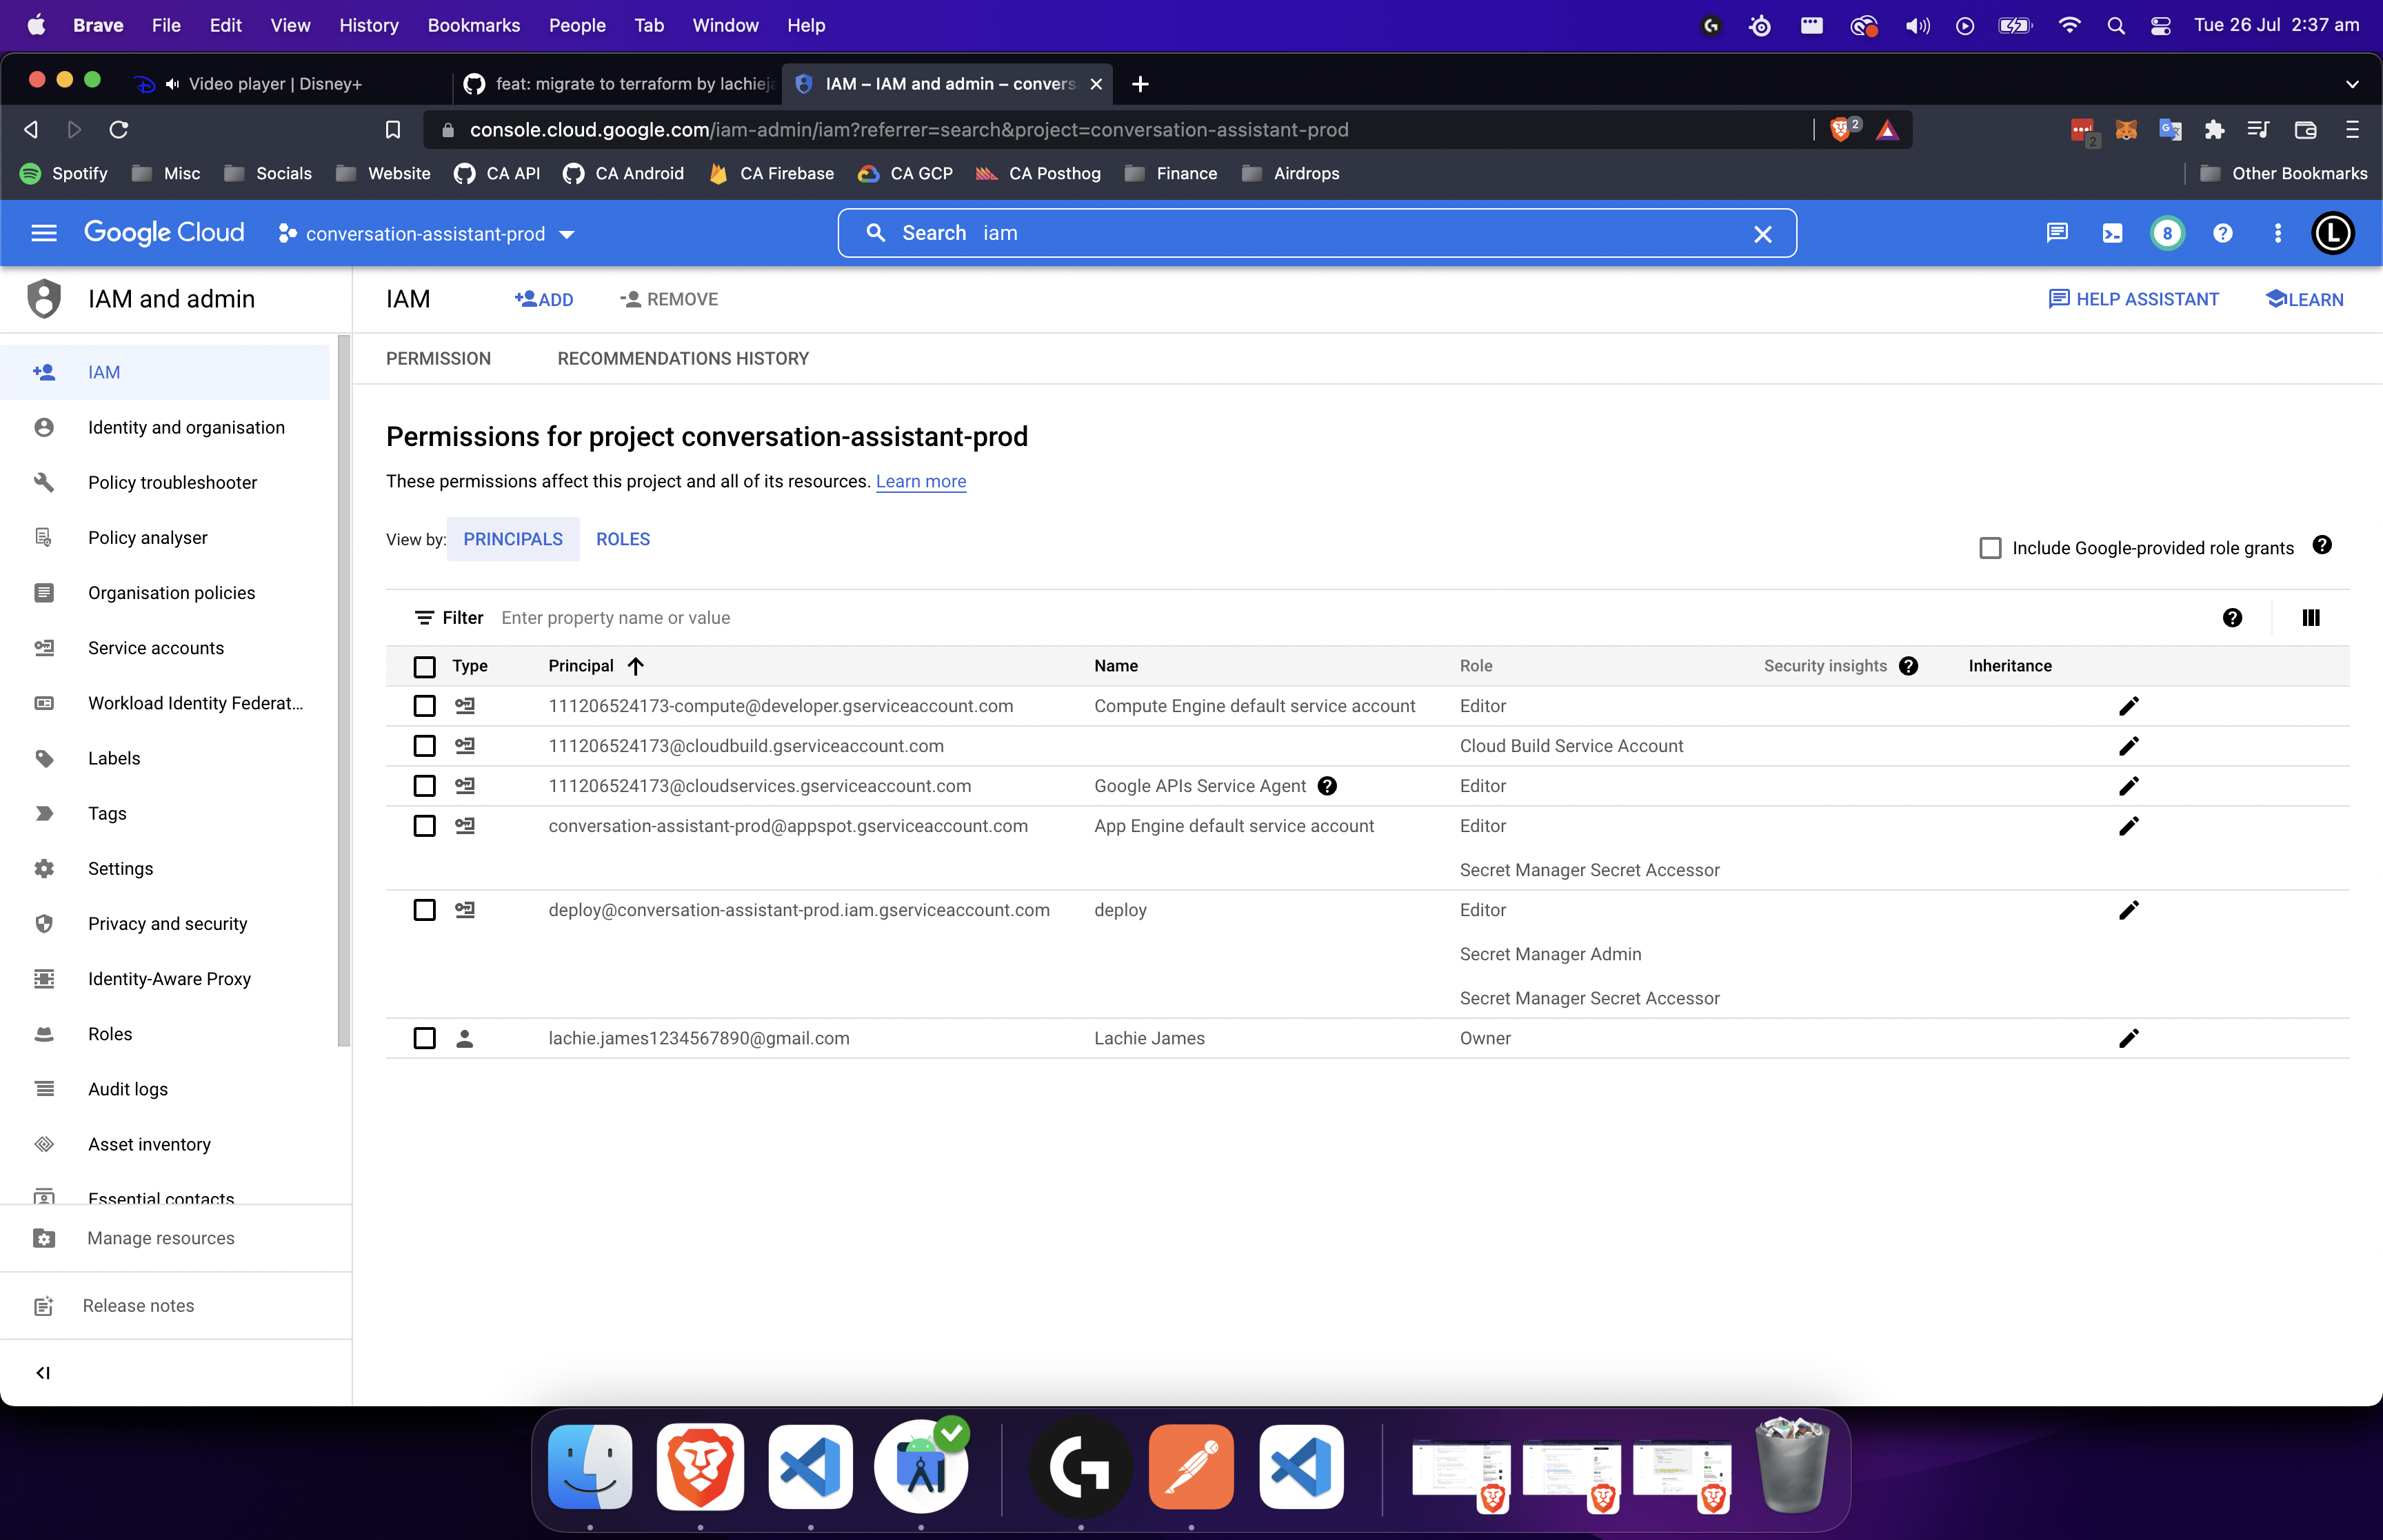 Brave File Edit View History Bookmarks People Tab Window Help
Tue 26 Jul 2:37 am
Video player | Disney+
feat: migrate to terraform by lachieja
IAM – IAM and admin – convers
console.cloud.google.com/iam-admin/iam?referrer=search&project=conversation-assistant-prod
2
2
Spotify Misc Socials Website CA API CA Android CA Firebase CA GCP CA Posthog Finance Airdrops
Other Bookmarks
Google Cloud
conversation-assistant-prod
Search iam
8
L
IAM and admin
IAM
ADD
REMOVE
HELP ASSISTANT
LEARN
IAM
Identity and organisation
Policy troubleshooter
Policy analyser
Organisation policies
Service accounts
Workload Identity Federat...
Labels
Tags
Settings
Privacy and security
Identity-Aware Proxy
Roles
Audit logs
Asset inventory
Essential contacts
Manage resources
Release notes
PERMISSION
RECOMMENDATIONS HISTORY
Permissions for project conversation-assistant-prod
These permissions affect this project and all of its resources. Learn more
View by: PRINCIPALS ROLES
Include Google-provided role grants
Filter Enter property name or value
Type Principal Name Role Security insights Inheritance
111206524173-compute@developer.gserviceaccount.com Compute Engine default service account Editor
111206524173@cloudbuild.gserviceaccount.com Cloud Build Service Account
111206524173@cloudservices.gserviceaccount.com Google APIs Service Agent Editor
conversation-assistant-prod@appspot.gserviceaccount.com App Engine default service account Editor
Secret Manager Secret Accessor
deploy@conversation-assistant-prod.iam.gserviceaccount.com deploy Editor
Secret Manager Admin
Secret Manager Secret Accessor
lachie.james1234567890@gmail.com Lachie James Owner